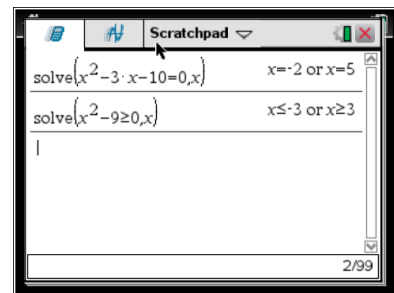 Scratchpad
solve(x²-3·x-10=0,x) x=-2 or x=5
solve(x²-9≥0,x) x≤-3 or x≥3
2/99